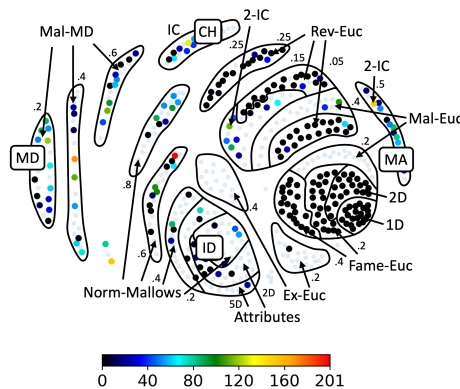 IC
CH
2-IC
Mal-MD
.25
.25
Rev-Euc
.6
.15
.05
2-IC
.4
.5
.2
Mal-Euc
MD
.2
MA
.8
2D
.4
1D
ID
.6
.2
Fame-Euc
.4
.4
Norm-Mallows
.2
5D
2D
Ex-Euc
Attributes
0
40
80
120
160
201